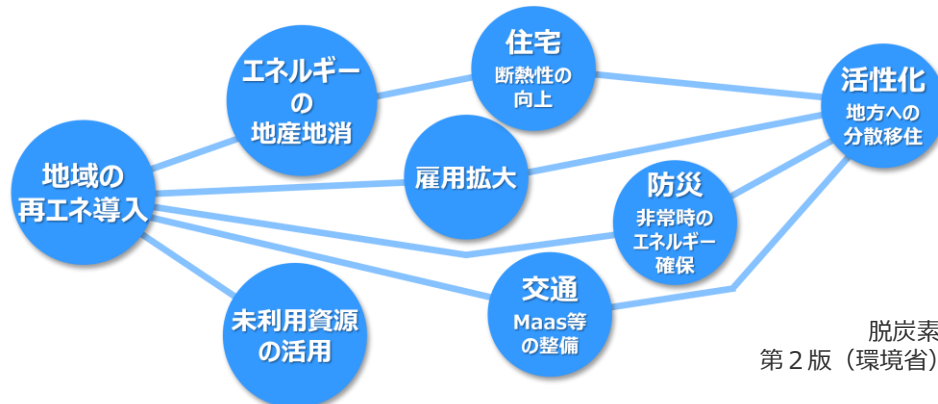 地域の
再エネ導入
エネルギー
の
地産地消
住宅
断熱性の
向上
雇用拡大
防災
非常時の
エネルギー
確保
交通
Maas等
の整備
未利用資源
の活用
活性化
地方への
分散移住
脱炭素
第２版（環境省）